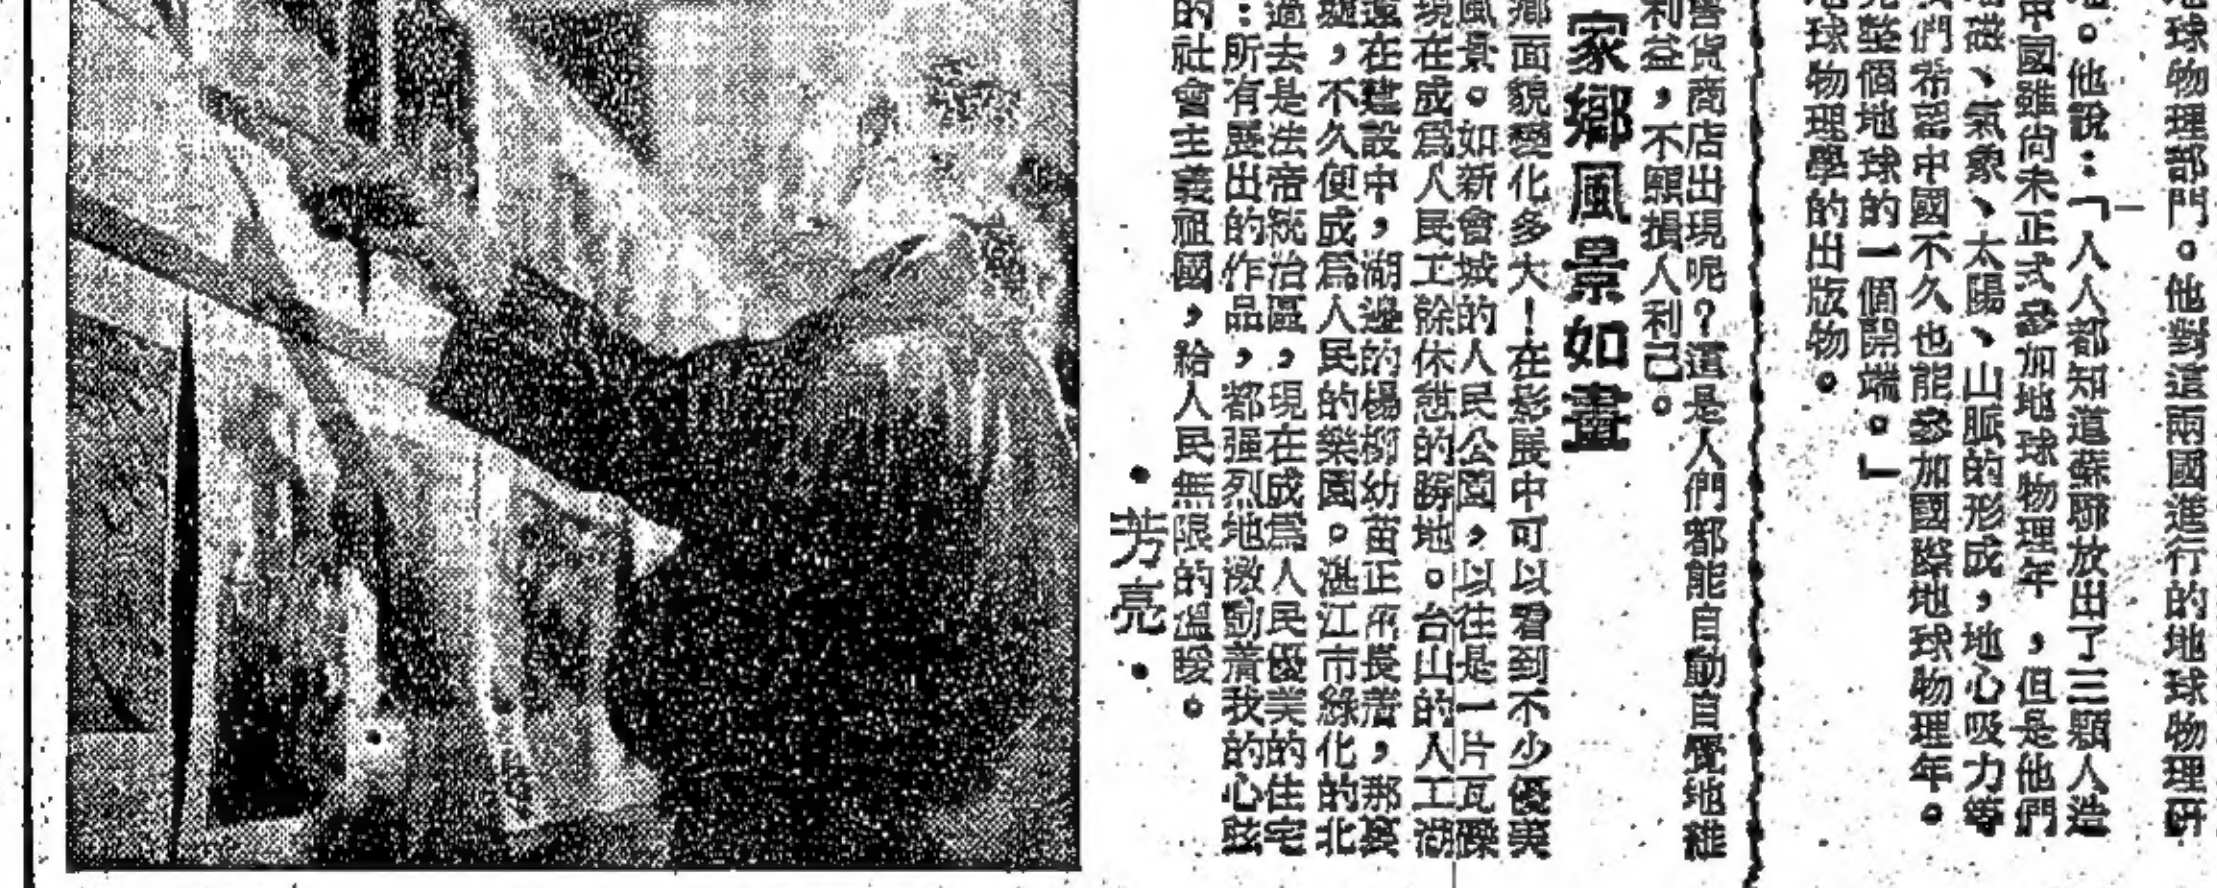 球物理部門。他對這兩國進行的地球物理研
。他說：「人人都知道蘇聯放出了三顆人造
中國雖尚未正式參加地球物理年，但是他們
磁、氣象、太陽、山脈的形成，地心吸力等
們希望中國不久也能參加國際地球物理年。
整個地球的一個開端。」
球物理學的出版物。
售貨商店出現呢？這是人們都能自動自覺地維
利益，不願損人利己。
家鄉風景如畫
鄉面貌變化多大！在影展中可以看到不少優美
風景。如新會城的人民公園，以往是一片瓦礫
現在成爲人民工餘休憩的勝地。台山的人工湖
還在建設中，湖邊的楊柳幼苗正在長着，那裏
，不久便成爲人民的樂園。湛江市綠化的北
過去是法帝統治區，現在成爲人民優美的住宅
：所有展出的作品，都强烈地激動着我的心弦
的社會主義祖國，給人民無限的溫暖。
・芳亮・